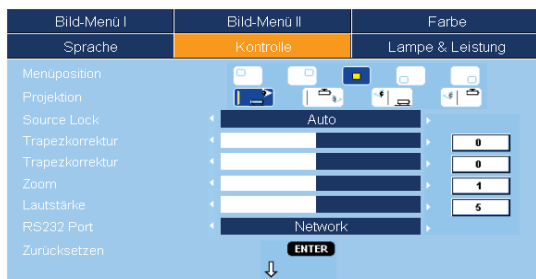 Bild-Menü I Bild-Menü II Farbe
Sprache Kontrolle Lampe & Leistung
Menüposition
Projektion
Source Lock Auto
Trapezkorrektur 0
Trapezkorrektur 0
Zoom 1
Lautstärke 5
RS232 Port Network
Zurücksetzen ENTER